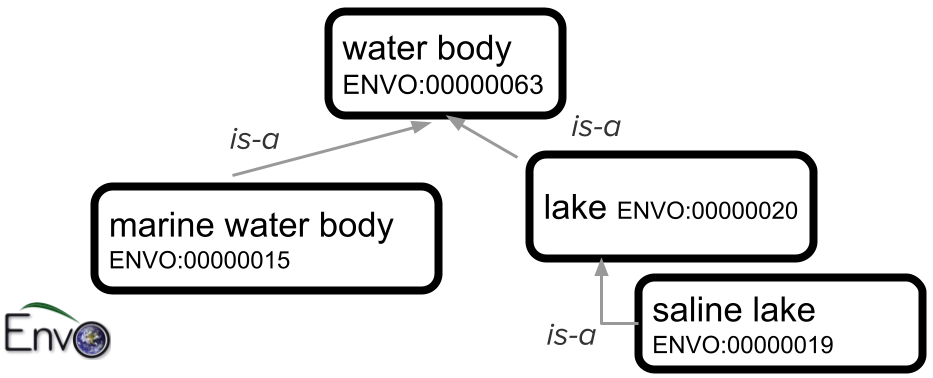 water body
ENVO:00000063
is-a
is-a
marine water body
ENVO:00000015
lake ENVO:00000020
saline lake
ENVO:00000019
is-a
EnvO